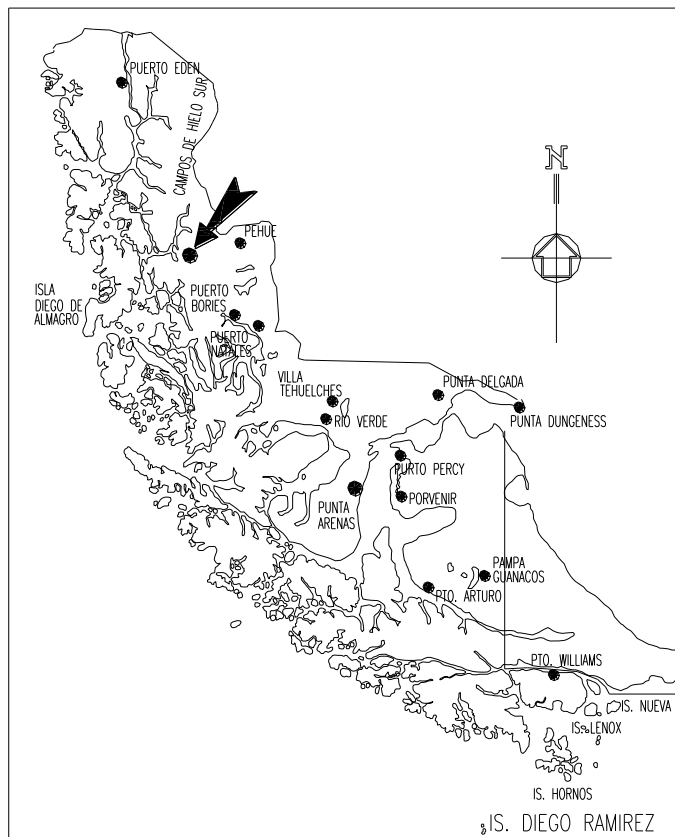 PUERTO EDEN
CAMPOS DE HIELO SUR
N
PEHUE
ISLA
DIEGO DE
ALMAGRO
PUERTO
BORIES
PUERTO
NATALES
VILLA
TEHUELCHES
PUNTA DELGADA
RIO VERDE
PUNTA DUNGENESS
PURTO PERCY
PUNTA
ARENAS
PORVENIR
PAMPA
GUANACOS
PTO. ARTURO
PTO. WILLIAMS
IS. NUEVA
IS. LENOX
IS. HORNOS
IS. DIEGO RAMIREZ